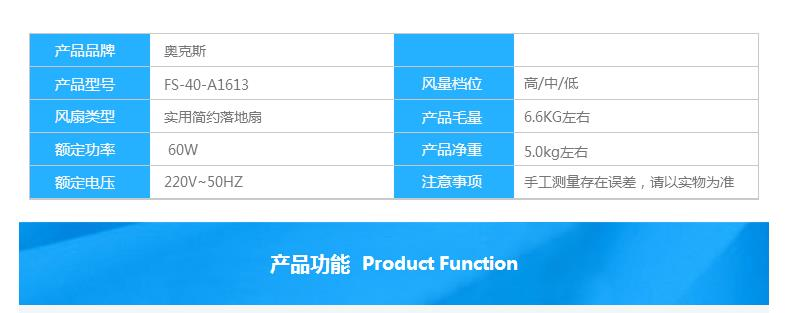 产品品牌 奥克斯
产品型号 FS-40-A1613 风量档位 高/中/低
风扇类型 实用简约落地扇 产品毛量 6.6KG左右
额定功率 60W 产品净重 5.0kg左右
额定电压 220V~50HZ 注意事项 手工测量存在误差，请以实物为准
产品功能 Product Function